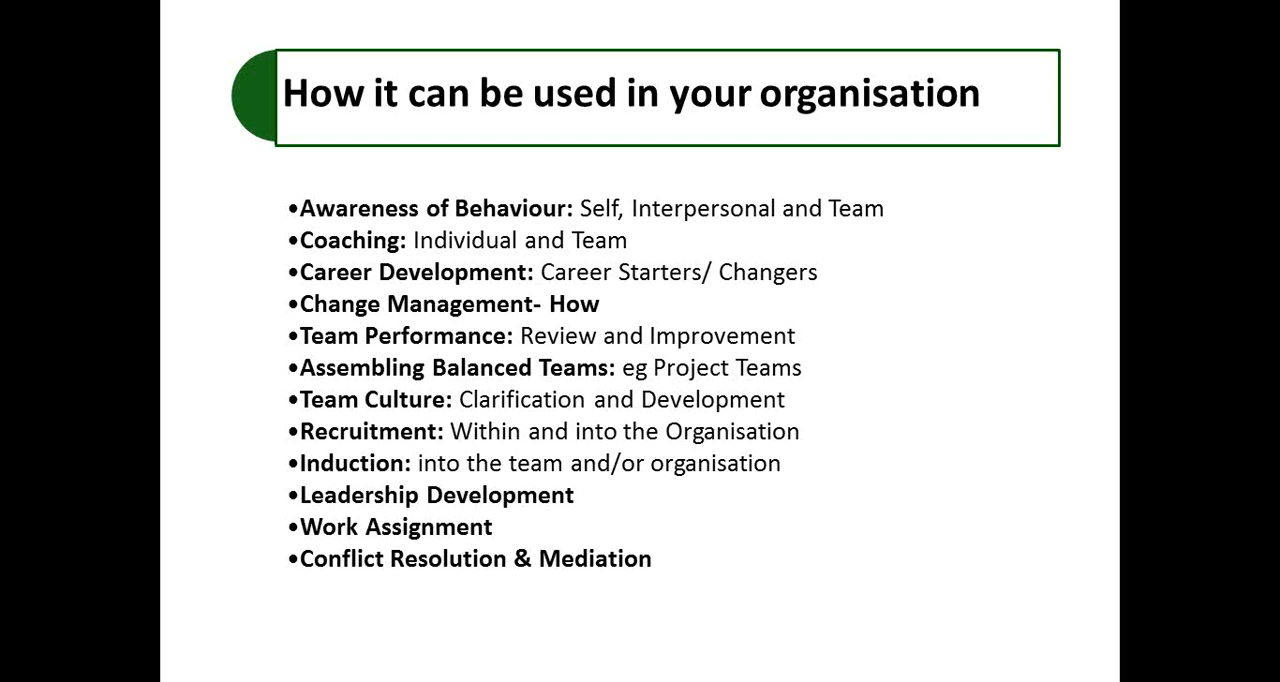 How it can be used in your organisation
•Awareness of Behaviour: Self, Interpersonal and Team
•Coaching: Individual and Team
•Career Development: Career Starters/ Changers
•Change Management- How
•Team Performance: Review and Improvement
•Assembling Balanced Teams: eg Project Teams
•Team Culture: Clarification and Development
•Recruitment: Within and into the Organisation
•Induction: into the team and/or organisation
•Leadership Development
•Work Assignment
•Conflict Resolution & Mediation